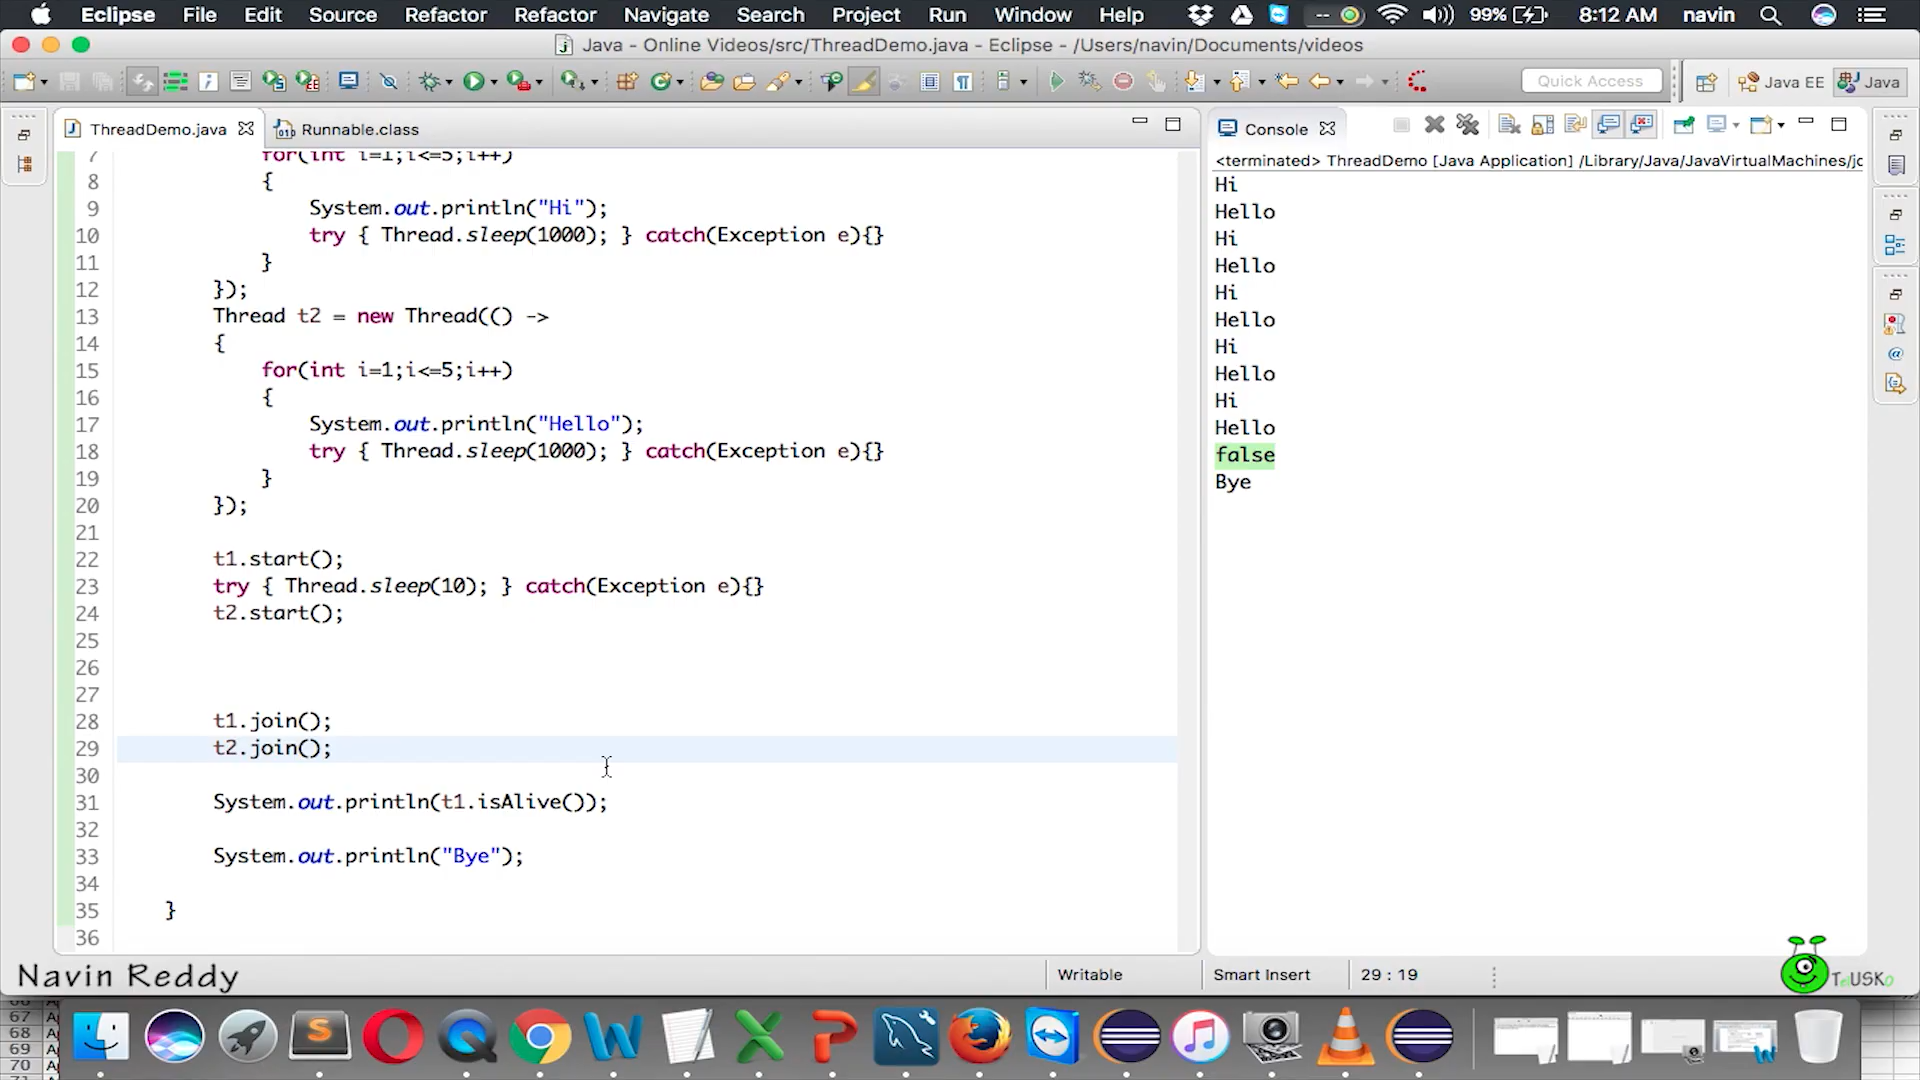 Eclipse File Edit Source Refactor Refactor Navigate Search Project Run Window Help 99% 8:12 AM navin
Java - Online Videos/src/ThreadDemo.java - Eclipse - /Users/navin/Documents/videos
Quick Access Java EE Java
ThreadDemo.java Runnable.class
7 for(int i=1;i<=5;i++)
8 {
9 System.out.println("Hi");
10 try { Thread.sleep(1000); } catch(Exception e){}
11 }
12 });
13 Thread t2 = new Thread(() ->
14 {
15 for(int i=1;i<=5;i++)
16 {
17 System.out.println("Hello");
18 try { Thread.sleep(1000); } catch(Exception e){}
19 }
20 });
21
22 t1.start();
23 try { Thread.sleep(10); } catch(Exception e){}
24 t2.start();
25
26
27
28 t1.join();
29 t2.join();
30
31 System.out.println(t1.isAlive());
32
33 System.out.println("Bye");
34
35 }
36
Console
<terminated> ThreadDemo [Java Application] /Library/Java/JavaVirtualMachines/
Hi
Hello
Hi
Hello
Hi
Hello
Hi
Hello
Hi
Hello
false
Bye
Navin Reddy
Writable Smart Insert 29 : 19
TelUSKo
67
68
69
70